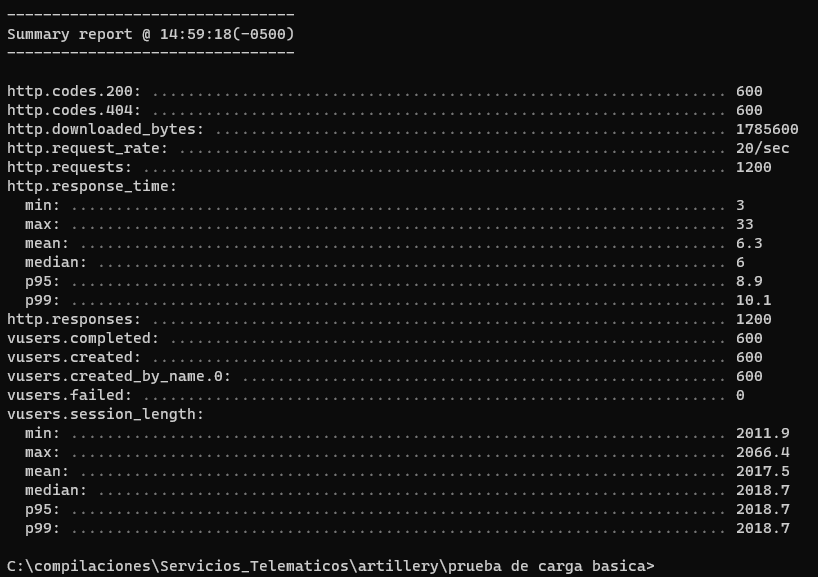 --------------------------------
Summary report @ 14:59:18(-0500)
--------------------------------
http.codes.200: ................................................................ 600
http.codes.404: ................................................................ 600
http.downloaded_bytes: ......................................................... 1785600
http.request_rate: ............................................................. 20/sec
http.requests: ................................................................. 1200
http.response_time:
  min: ......................................................................... 3
  max: ......................................................................... 33
  mean: ........................................................................ 6.3
  median: ...................................................................... 6
  p95: ......................................................................... 8.9
  p99: ......................................................................... 10.1
http.responses: ................................................................ 1200
vusers.completed: .............................................................. 600
vusers.created: ................................................................ 600
vusers.created_by_name.0: ...................................................... 600
vusers.failed: ................................................................. 0
vusers.session_length:
  min: ......................................................................... 2011.9
  max: ......................................................................... 2066.4
  mean: ........................................................................ 2017.5
  median: ...................................................................... 2018.7
  p95: ......................................................................... 2018.7
  p99: ......................................................................... 2018.7
C:\compilaciones\Servicios_Telematicos\artillery\prueba de carga basica>